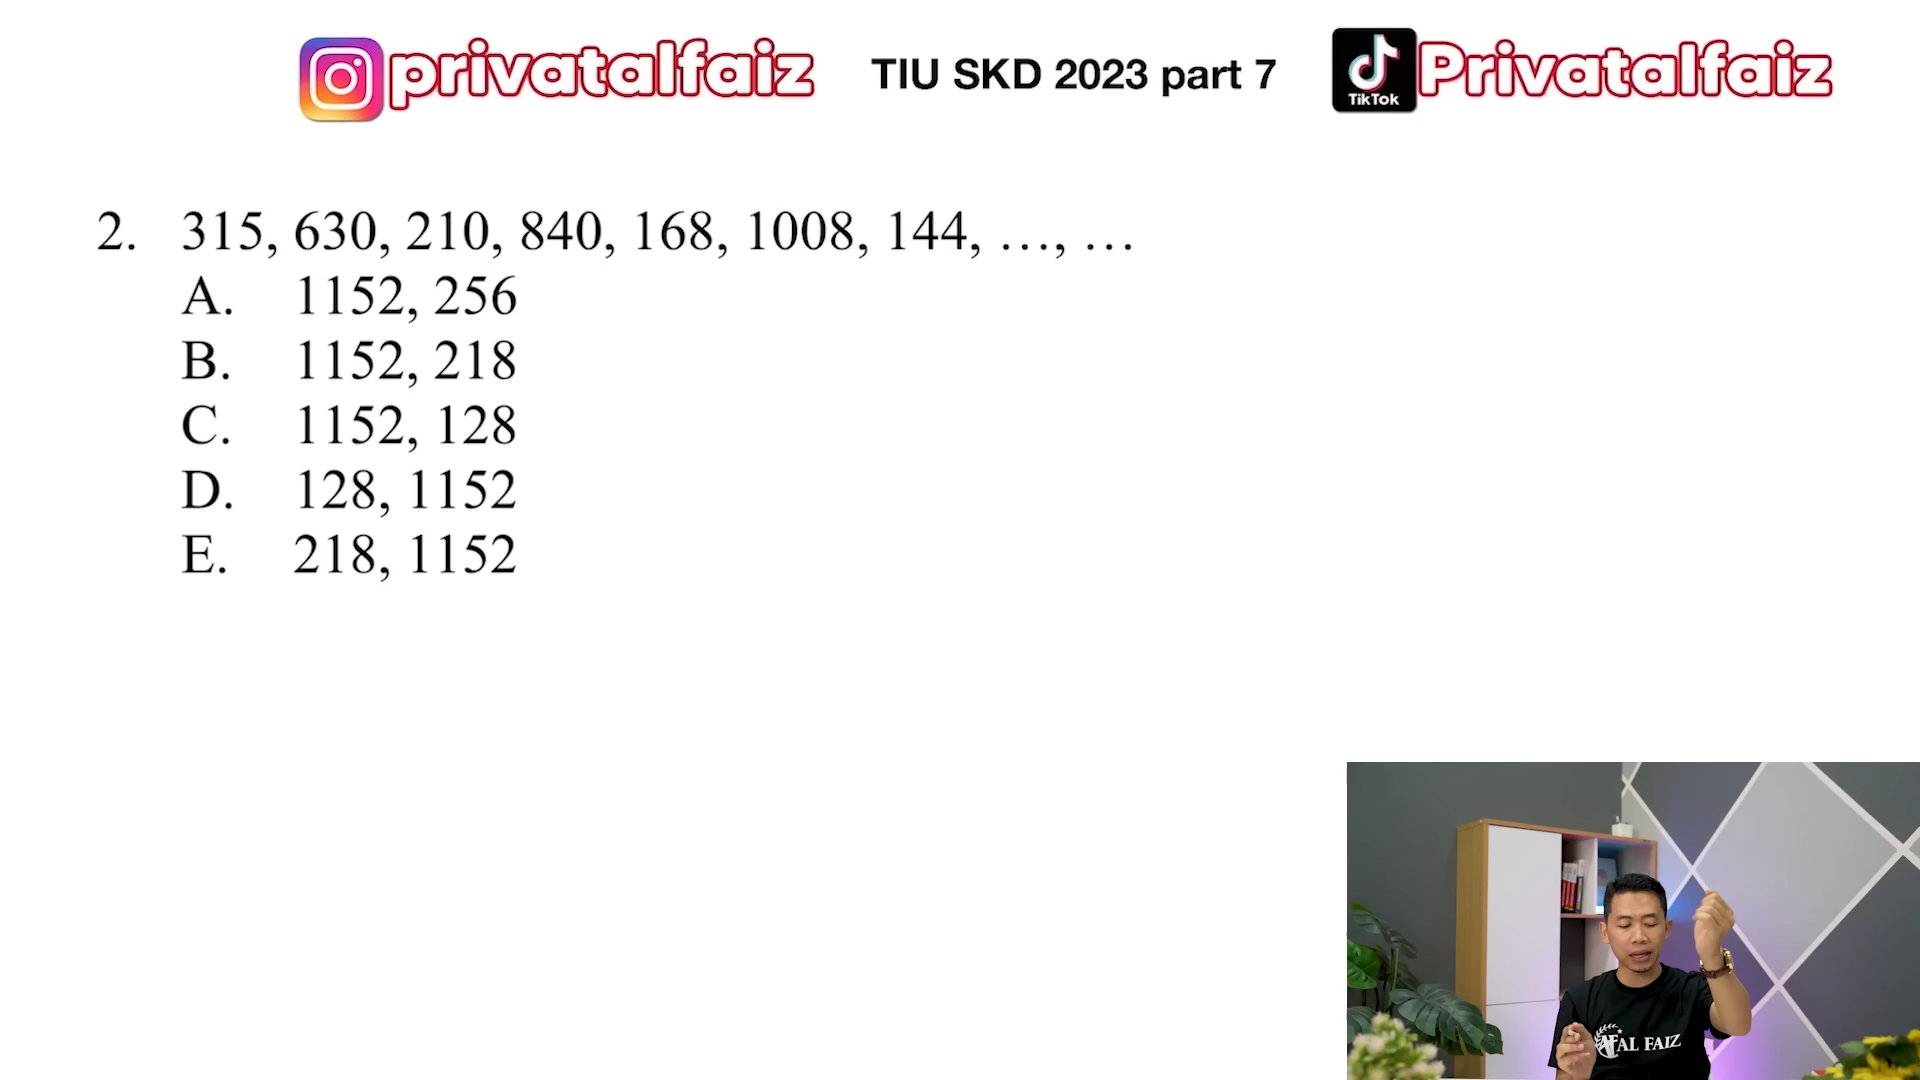 privatalfaiz TIU SKD 2023 part 7 TikTok Privatalfaiz
2. 315, 630, 210, 840, 168, 1008, 144, …, …
A. 1152, 256
B. 1152, 218
C. 1152, 128
D. 128, 1152
E. 218, 1152
AL FAIZ